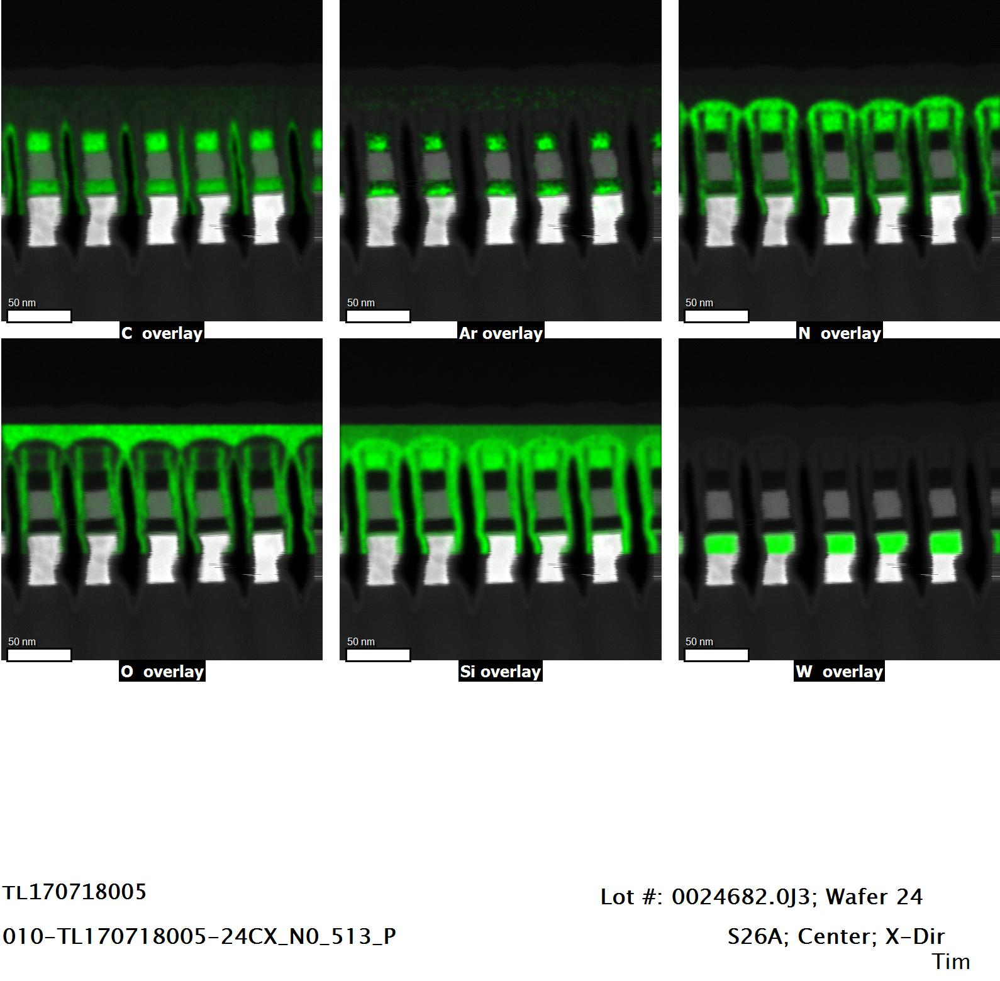 50 nm
50 nm
50 nm
C overlay
Ar overlay
N overlay
50 nm
50 nm
50 nm
O overlay
Si overlay
W overlay
TL170718005
Lot #: 0024682.0J3; Wafer 24
010-TL170718005-24CX_N0_513_P
S26A; Center; X-Dir
Tim